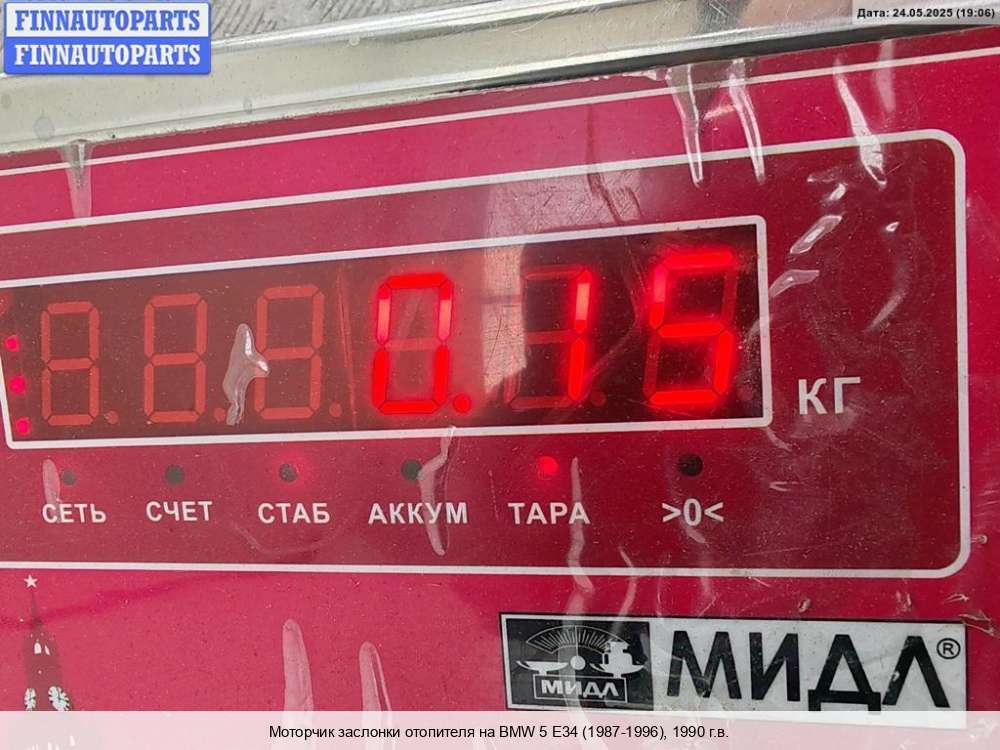 FINNAUTOPARTS
FINNAUTOPARTS
Дата: 24.05.2025 (19:06)
0.15
КГ
СЕТЬ СЧЕТ СТАБ АККУМ ТАРА >0<
МИДЛ
МИДЛ®
Моторчик заслонки отопителя на BMW 5 E34 (1987-1996), 1990 г.в.